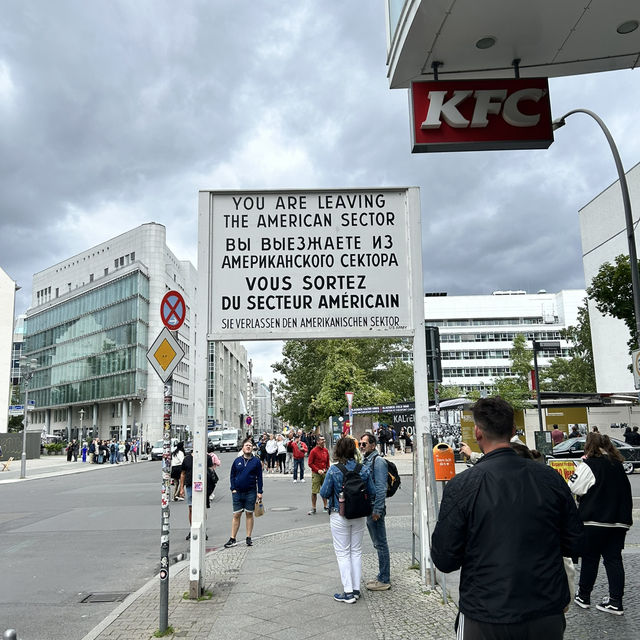 KFC
YOU ARE LEAVING
THE AMERICAN SECTOR
ВЫ ВЫЕЗЖАЕТЕ ИЗ
АМЕРИКАНСКОГО СЕКТОРА
VOUS SORTEZ
DU SECTEUR AMÉRICAIN
SIE VERLASSEN DEN AMERIKANISCHEN SEKTOR